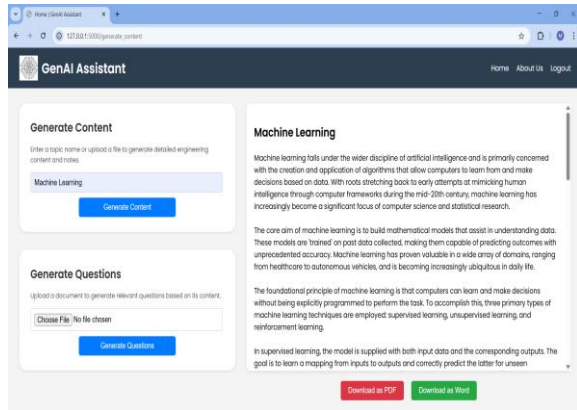 Home | GenAI Assistant
127.0.0.1:5000/generate_content
GenAI Assistant
Home About Us Logout
Generate Content
Enter a topic name or upload a file to generate detailed engineering
content and notes.
Machine Learning
Generate Content
Generate Questions
Upload a document to generate relevant questions based on its content.
Choose File No file chosen
Generate Questions
Machine Learning
Machine learning falls under the wider discipline of artificial intelligence and is primarily concerned
with the creation and application of algorithms that allow computers to learn from and make
decisions based on data. With roots stretching back to early attempts at mimicking human
intelligence through computer frameworks during the mid-20th century, machine learning has
increasingly become a significant focus of computer science and statistical research.
The core aim of machine learning is to build mathematical models that assist in understanding data.
These models are 'trained' on past data collected, making them capable of predicting outcomes with
unprecedented accuracy. Machine learning has proven valuable in a wide array of domains, ranging
from healthcare to autonomous vehicles, and is becoming increasingly ubiquitous in daily life.
The foundational principle of machine learning is that computers can learn and make decisions
without being explicitly programmed to perform the task. To accomplish this, three primary types of
machine learning techniques are employed: supervised learning, unsupervised learning, and
reinforcement learning.
In supervised learning, the model is supplied with both input data and the corresponding outputs. The
goal is to learn a mapping from inputs to outputs and correctly predict the latter for unseen
Download as PDF Download as Word